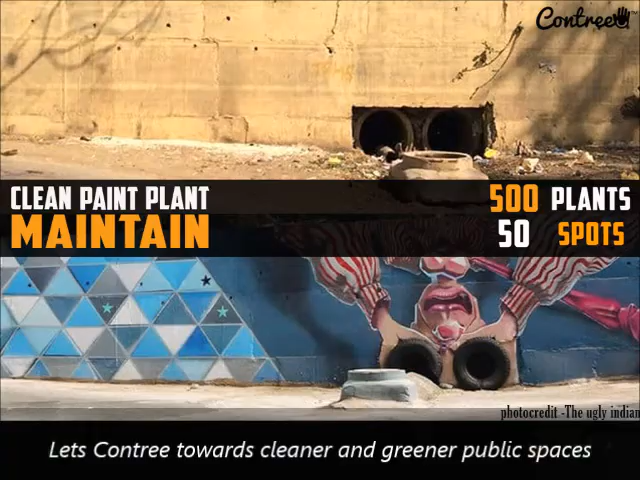 Contree
CLEAN PAINT PLANT
MAINTAIN
500 PLANTS
50 SPOTS
photocredit -The ugly indian
Lets Contree towards cleaner and greener public spaces